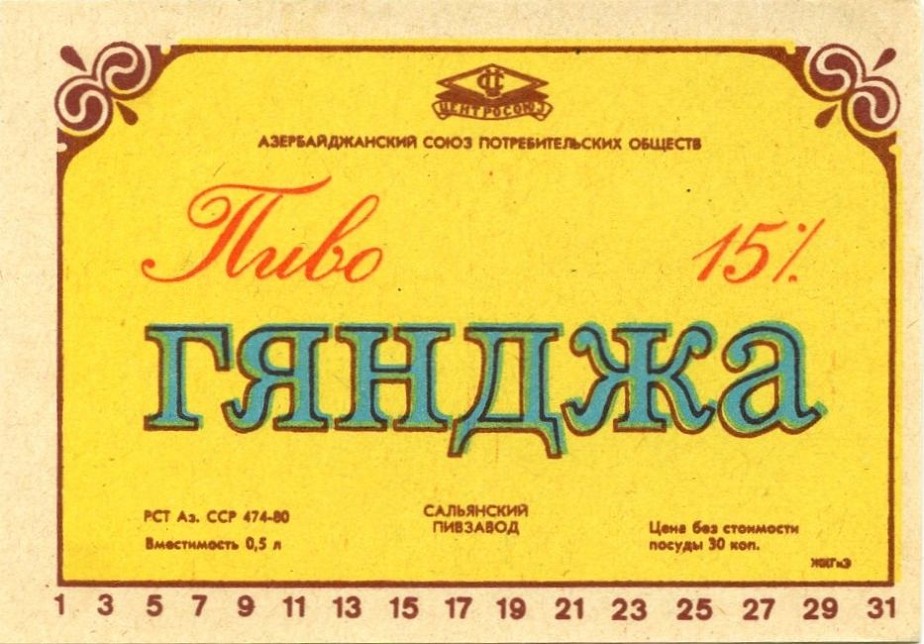 ЦЕНТРОСОЮЗ
АЗЕРБАЙДЖАНСКИЙ СОЮЗ ПОТРЕБИТЕЛЬСКИХ ОБЩЕСТВ
Пиво 15%
ГЯНДЖа
РСТ Аз. ССР 474-80
Вместимость 0,5 л
САЛЬЯНСКИЙ
ПИВЗАВОД
Цена без стоимости
посуды 30 коп.
1 3 5 7 9 11 13 15 17 19 21 23 25 27 29 31